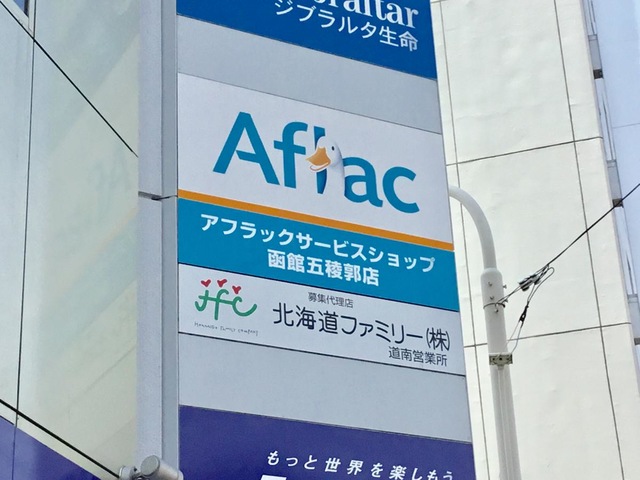 ジブラルタ生命
Aflac
アフラックサービスショップ
函館五稜郭店
募集代理店
北海道ファミリー(株)
道南営業所
もっと世界を楽しもう